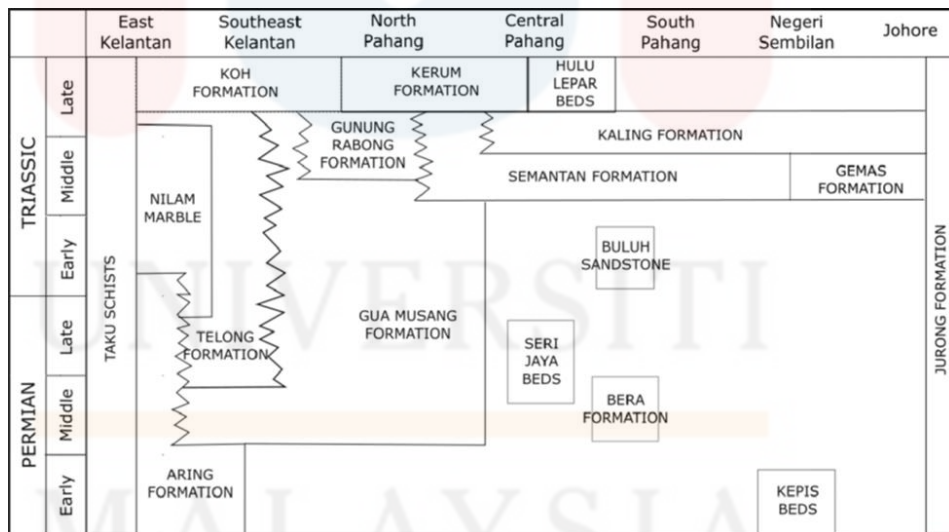 East
Kelantan
Southeast
Kelantan
North
Pahang
Central
Pahang
South
Pahang
Negeri
Sembilan
Johore
TRIASSIC
Late
Middle
Early
PERMIAN
Late
Middle
Early
TAKU SCHISTS
KOH
FORMATION
KERUM
FORMATION
HULU
LEPAR
BEDS
GUNUNG
RABONG
FORMATION
KALING FORMATION
SEMANTAN FORMATION
GEMAS
FORMATION
NILAM
MARBLE
BULUH
SANDSTONE
TELONG
FORMATION
GUA MUSANG
FORMATION
SERI
JAYA
BEDS
BERA
FORMATION
ARING
FORMATION
KEPIS
BEDS
JURONG FORMATION
UNIVERSITI
MALAYSIA